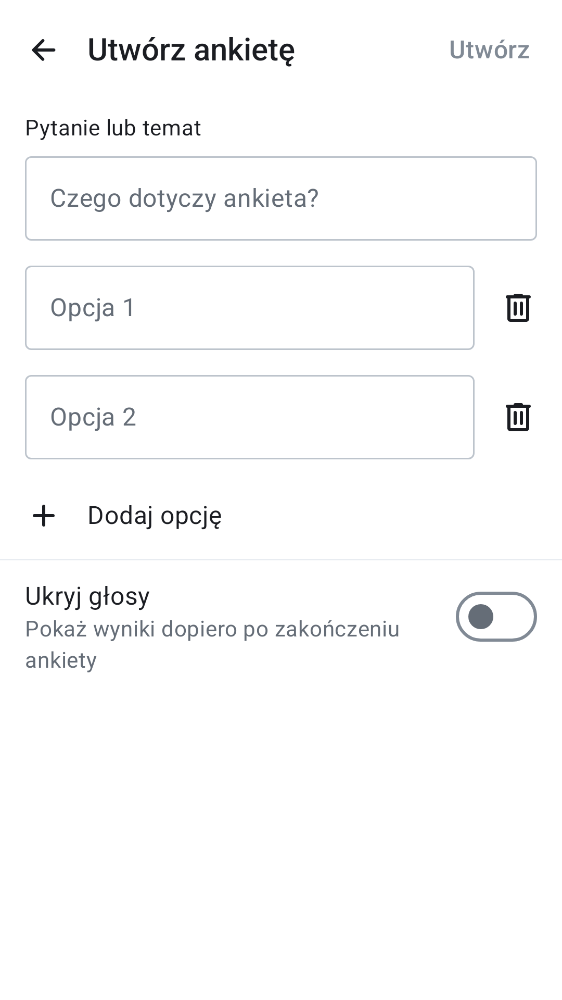 Utwórz ankietę
Utwórz
Pytanie lub temat
Czego dotyczy ankieta?
Opcja 1
Opcja 2
Dodaj opcję
Ukryj głosy
Pokaż wyniki dopiero po zakończeniu
ankiety